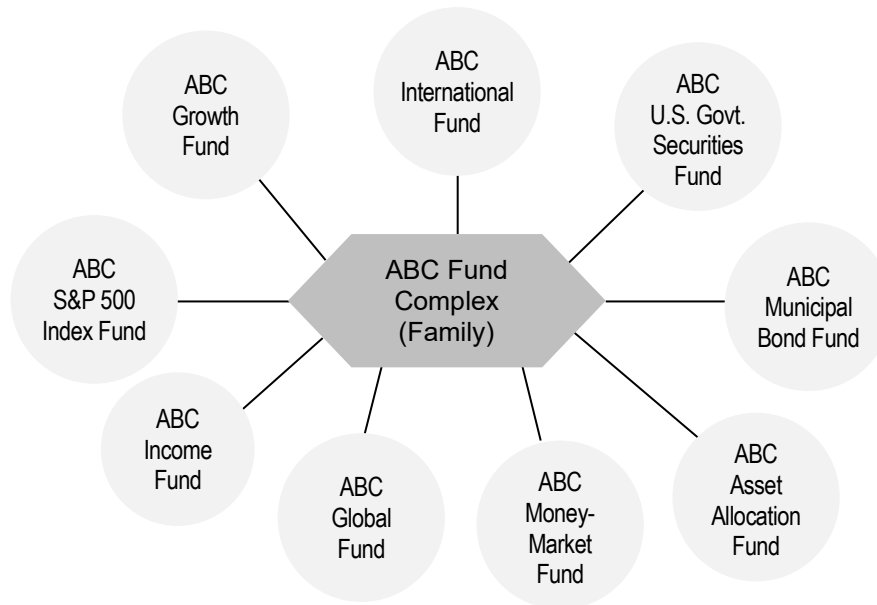 ABC
Growth
Fund
ABC
International
Fund
ABC
U.S. Govt.
Securities
Fund
ABC
S&P 500
Index Fund
ABC Fund
Complex
(Family)
ABC
Municipal
Bond Fund
ABC
Income
Fund
ABC
Global
Fund
ABC
Money-
Market
Fund
ABC
Asset
Allocation
Fund